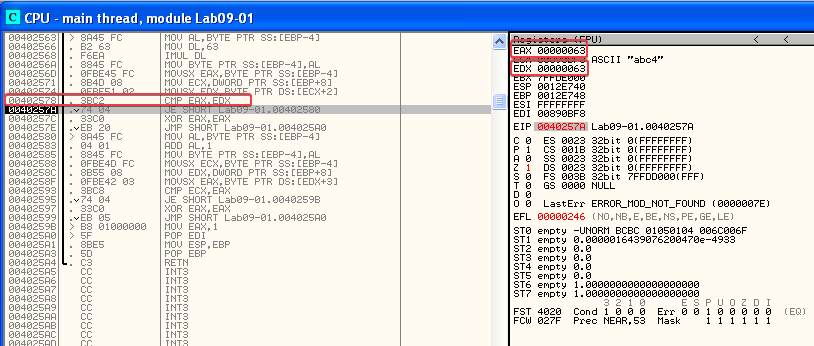 C CPU - main thread, module Lab09-01
00402563 > 8A45 FC MOV AL,BYTE PTR SS:[EBP-4]
00402566 . B2 63 MOV DL,63
00402568 . F6EA IMUL DL
0040256A . 8845 FC MOV BYTE PTR SS:[EBP-4],AL
0040256D . 0FBE45 FC MOVSX EAX,BYTE PTR SS:[EBP-4]
00402571 . 8B4D 08 MOV ECX,DWORD PTR SS:[EBP+8]
00402574 . 0FBE51 02 MOVSX EDX,BYTE PTR DS:[ECX+2]
00402578 . 3BC2 CMP EAX,EDX
0040257A . 74 04 JE SHORT Lab09-01.00402580
0040257C . 33C0 XOR EAX,EAX
0040257E . EB 20 JMP SHORT Lab09-01.004025A0
00402580 > 8A45 FC MOV AL,BYTE PTR SS:[EBP-4]
00402583 . 04 01 ADD AL,1
00402585 . 8845 FC MOV BYTE PTR SS:[EBP-4],AL
00402588 . 0FBE4D FC MOVSX ECX,BYTE PTR SS:[EBP-4]
0040258C . 8B55 08 MOV EDX,DWORD PTR SS:[EBP+8]
0040258F . 0FBE42 03 MOVSX EAX,BYTE PTR DS:[EDX+3]
00402593 . 3BC8 CMP ECX,EAX
00402595 . 74 04 JE SHORT Lab09-01.0040259B
00402597 . 33C0 XOR EAX,EAX
00402599 . EB 05 JMP SHORT Lab09-01.004025A0
0040259B > B8 01000000 MOV EAX,1
004025A0 > 5F POP EDI
004025A1 . 8BE5 MOV ESP,EBP
004025A3 . 5D POP EBP
004025A4 . C3 RETN
004025A5 CC INT3
004025A6 CC INT3
004025A7 CC INT3
004025A8 CC INT3
004025A9 CC INT3
004025AA CC INT3
004025AB CC INT3
Registers (FPU) < <
EAX 00000063
ASCII "abc4"
EDX 00000063
EBX 7FFDE000
ESP 0012E740
EBP 0012E748
ESI FFFFFFFF
EDI 00890BF8
EIP 0040257A Lab09-01.0040257A
C 0 ES 0023 32bit 0(FFFFFFFF)
P 1 CS 001B 32bit 0(FFFFFFFF)
A 0 SS 0023 32bit 0(FFFFFFFF)
Z 1 DS 0023 32bit 0(FFFFFFFF)
S 0 FS 003B 32bit 7FFDD000(FFF)
T 0 GS 0000 NULL
D 0
O 0 LastErr ERROR_MOD_NOT_FOUND (0000007E)
EFL 00000246 (NO,NB,E,BE,NS,PE,GE,LE)
ST0 empty -UNORM BCBC 01050104 006C006F
ST1 empty 0.0000016439076200470e-4933
ST2 empty 0.0
ST3 empty 0.0
ST4 empty 0.0
ST5 empty 0.0
ST6 empty 1.0000000000000000000
ST7 empty 1.0000000000000000000
3 2 1 0 E S P U O Z D I
FST 4020 Cond 1 0 0 0 Err 0 0 1 0 0 0 0 0 (EQ)
FCW 027F Prec NEAR,53 Mask 1 1 1 1 1 1